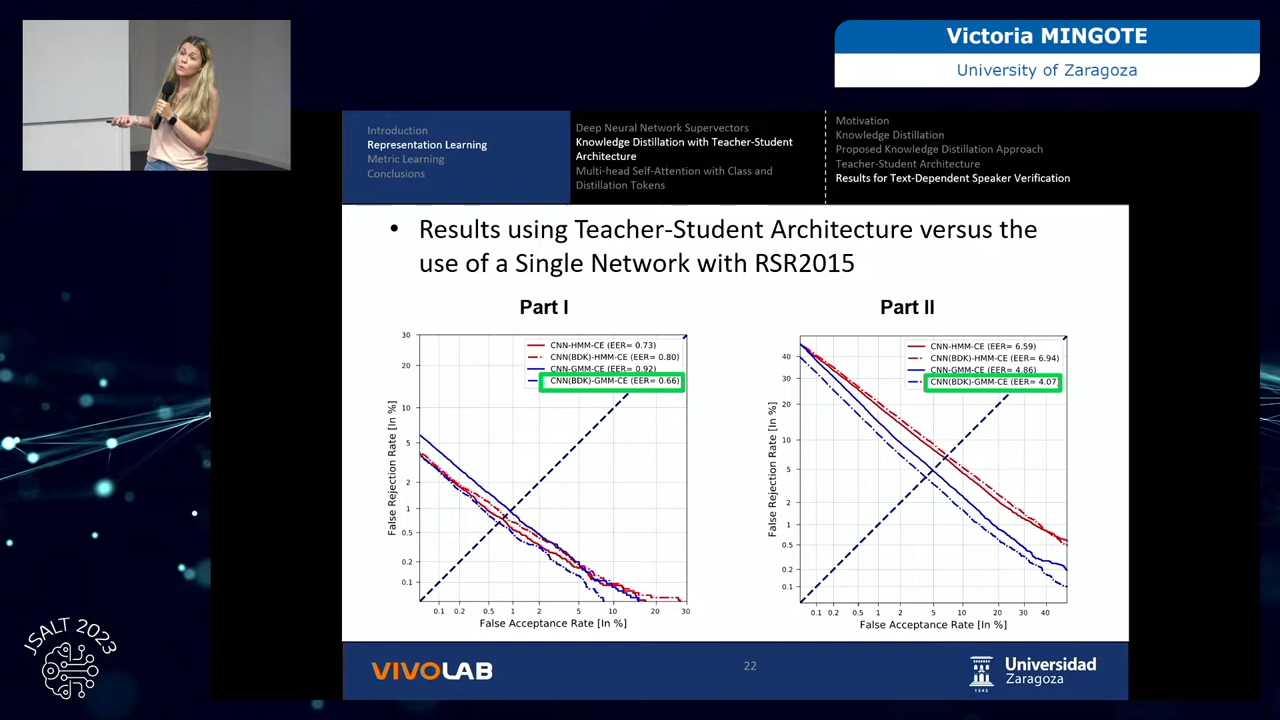 Victoria MINGOTE
University of Zaragoza
Introduction
Representation Learning
Metric Learning
Conclusions
Deep Neural Network Supervectors
Knowledge Distillation with Teacher-Student
Architecture
Multi-head Self-Attention with Class and
Distillation Tokens
Motivation
Knowledge Distillation
Proposed Knowledge Distillation Approach
Teacher-Student Architecture
Results for Text-Dependent Speaker Verification
• Results using Teacher-Student Architecture versus the
use of a Single Network with RSR2015
Part I
CNN-HMM-CE (EER= 0.73)
CNN(BDK)-HMM-CE (EER= 0.80)
CNN-GMM-CE (EER= 0.92)
CNN(BDK)-GMM-CE (EER= 0.66)
False Rejection Rate [In %]
30
20
10
5
2
1
0.5
0.2
0.1
0.1 0.2 0.5 1 2 5 10 20 30
False Acceptance Rate [In %]
Part II
CNN-HMM-CE (EER= 6.59)
CNN(BDK)-HMM-CE (EER= 6.94)
CNN-GMM-CE (EER= 4.86)
CNN(BDK)-GMM-CE (EER= 4.07)
False Rejection Rate [In %]
40
30
20
10
5
2
1
0.5
0.2
0.1
0.1 0.2 0.5 1 2 5 10 20 30 40
False Acceptance Rate [In %]
JSALT 2023
VIVOLAB
22
1542
Universidad
Zaragoza